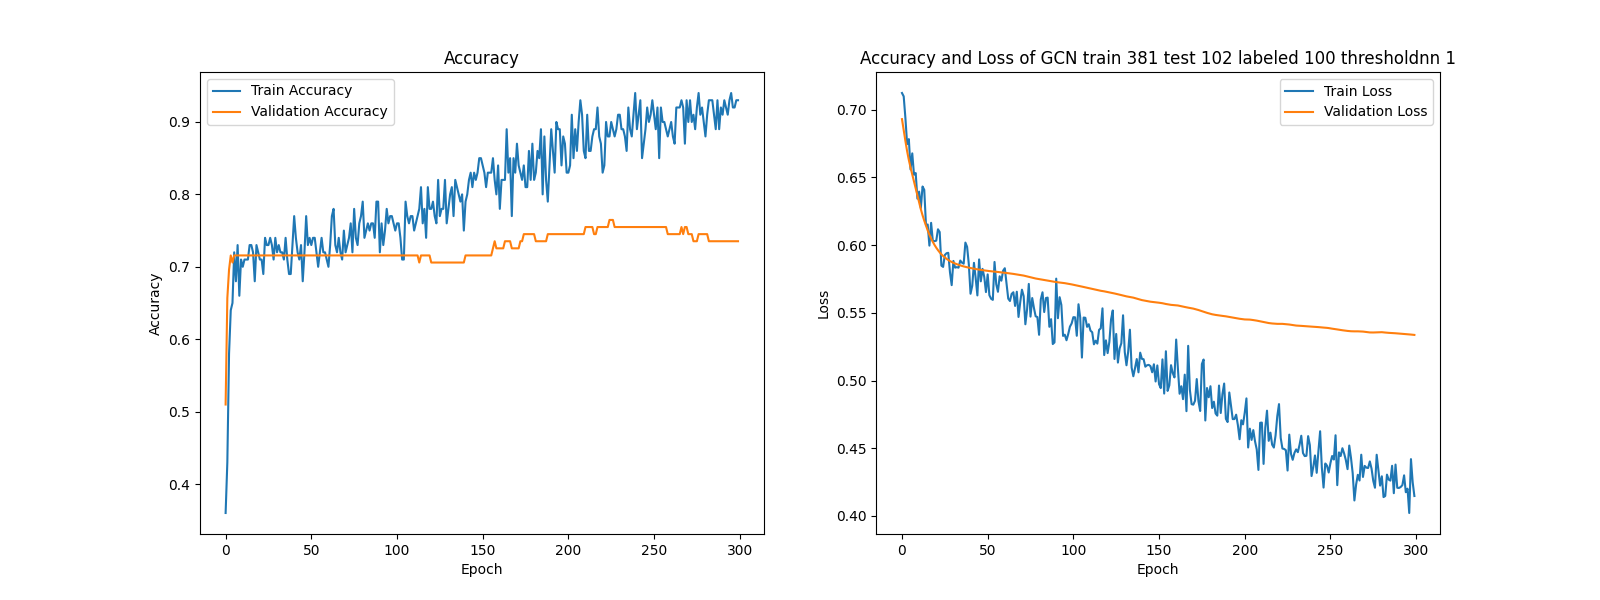 Accuracy
Train Accuracy
Validation Accuracy
0.9
0.8
0.7
0.6
0.5
0.4
Accuracy
0 50 100 150 200 250 300
Epoch
Accuracy and Loss of GCN train 381 test 102 labeled 100 thresholdnn 1
Train Loss
Validation Loss
0.70
0.65
0.60
0.55
0.50
0.45
0.40
Loss
0 50 100 150 200 250 300
Epoch